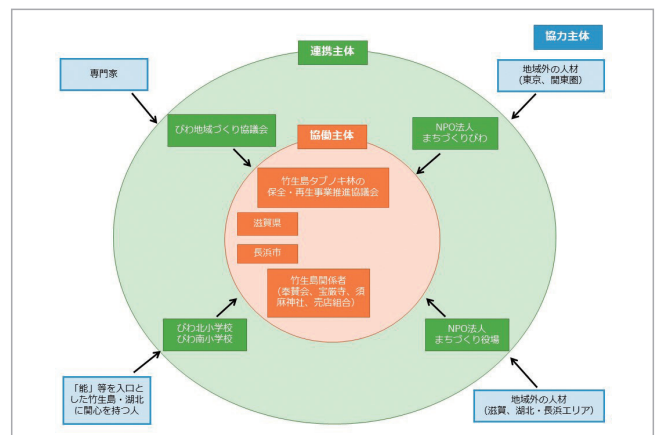 協力主体
連携主体
専門家
地域外の人材
(東京、関東圏)
びわ地域づくり協議会
協働主体
NPO法人
まちづくりびわ
竹生島タブノキ林の
保全・再生事業推進協議会
滋賀県
長浜市
竹生島関係者
(奉賛会、宝厳寺、須
麻神社、売店組合)
びわ北小学校
びわ南小学校
NPO法人
まちづくり役場
「能」等を入口と
した竹生島・湖北
に関心を持つ人
地域外の人材
(滋賀、湖北・長浜エリア)